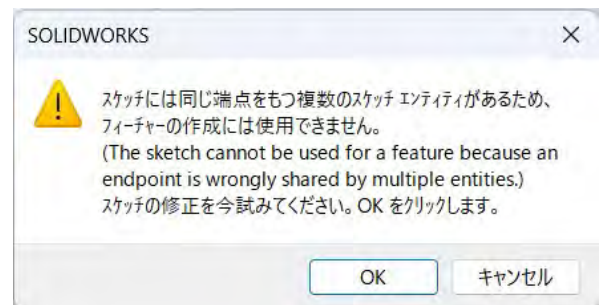 SOLIDWORKS
スケッチには同じ端点をもつ複数のスケッチ エンティティがあるため、
フィーチャーの作成には使用できません。
(The sketch cannot be used for a feature because an
endpoint is wrongly shared by multiple entities.)
スケッチの修正を今試みてください。OK をクリックします。
OK
キャンセル